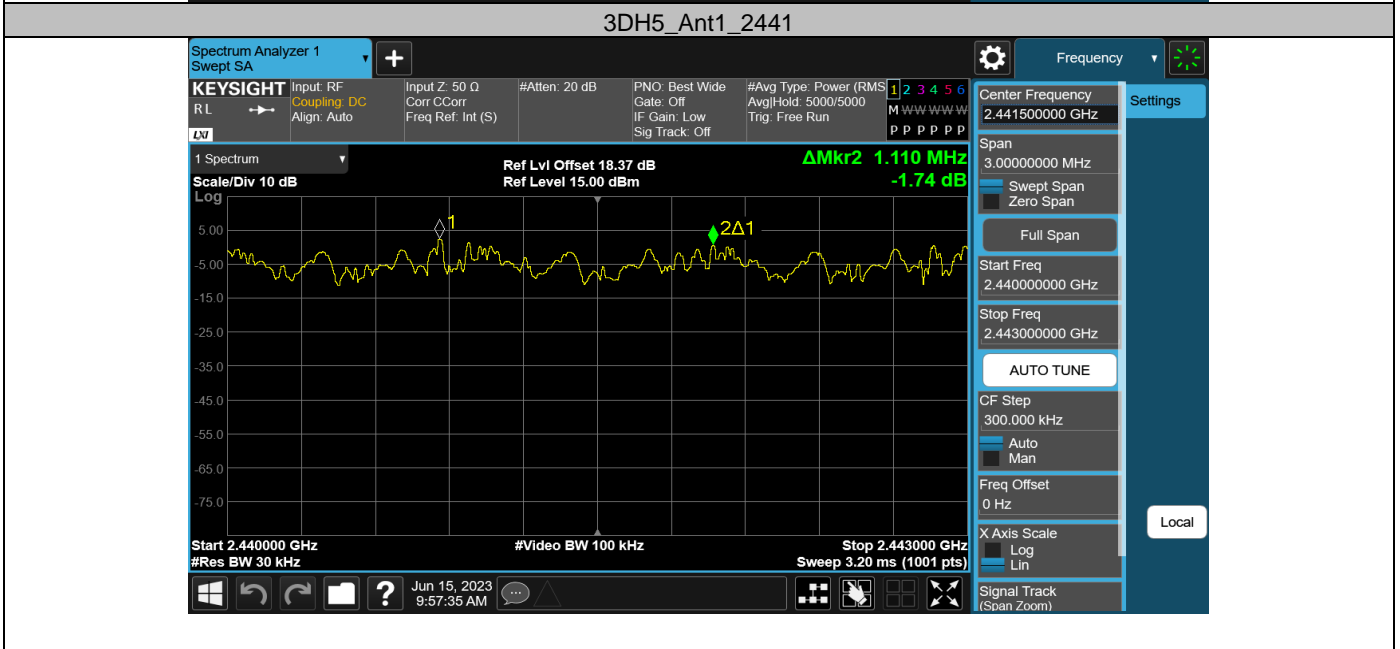 3DH5_Ant1_2441
Spectrum Analyzer 1
Swept SA
Frequency
KEYSIGHT
R L
LXI
Input: RF
Coupling: DC
Align: Auto
Input Z: 50 Ω
Corr CCorr
Freq Ref: Int (S)
#Atten: 20 dB
PNO: Best Wide
Gate: Off
IF Gain: Low
Sig Track: Off
#Avg Type: Power (RMS
Avg|Hold: 5000/5000
Trig: Free Run
1 2 3 4 5 6
M W W W W W
P P P P P P
1 Spectrum
Scale/Div 10 dB
Log
Ref Lvl Offset 18.37 dB
Ref Level 15.00 dBm
ΔMkr2 1.110 MHz
-1.74 dB
1
2Δ1
5.00
-5.00
-15.0
-25.0
-35.0
-45.0
-55.0
-65.0
-75.0
Start 2.440000 GHz
#Res BW 30 kHz
#Video BW 100 kHz
Stop 2.443000 GHz
Sweep 3.20 ms (1001 pts)
Center Frequency
2.441500000 GHz
Settings
Span
3.00000000 MHz
Swept Span
Zero Span
Full Span
Start Freq
2.440000000 GHz
Stop Freq
2.443000000 GHz
AUTO TUNE
CF Step
300.000 kHz
Auto
Man
Freq Offset
0 Hz
X Axis Scale
Log
Lin
Local
Signal Track
(Span Zoom)
?
Jun 15, 2023
9:57:35 AM